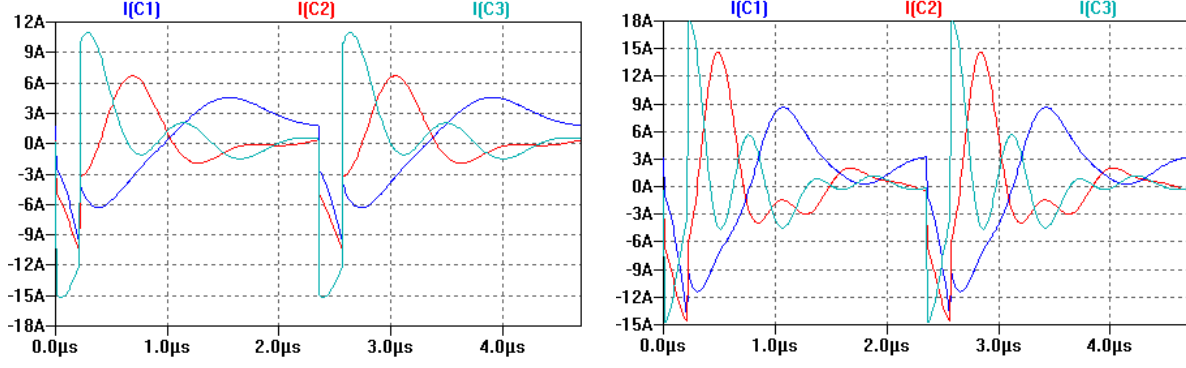 I(C1) I(C2) I(C3)
12A
9A
6A
3A
0A
-3A
-6A
-9A
-12A
-15A
-18A
0.0µs 1.0µs 2.0µs 3.0µs 4.0µs
I(C1) I(C2) I(C3)
18A
15A
12A
9A
6A
3A
0A
-3A
-6A
-9A
-12A
-15A
0.0µs 1.0µs 2.0µs 3.0µs 4.0µs